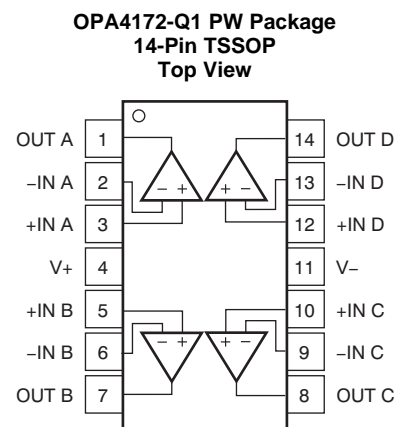 OPA4172-Q1 PW Package
14-Pin TSSOP
Top View
OUT A 1 14 OUT D
−IN A 2 − + + − 13 −IN D
+IN A 3 12 +IN D
V+ 4 11 V−
+IN B 5 10 +IN C
−IN B 6 − + + − 9 −IN C
OUT B 7 8 OUT C